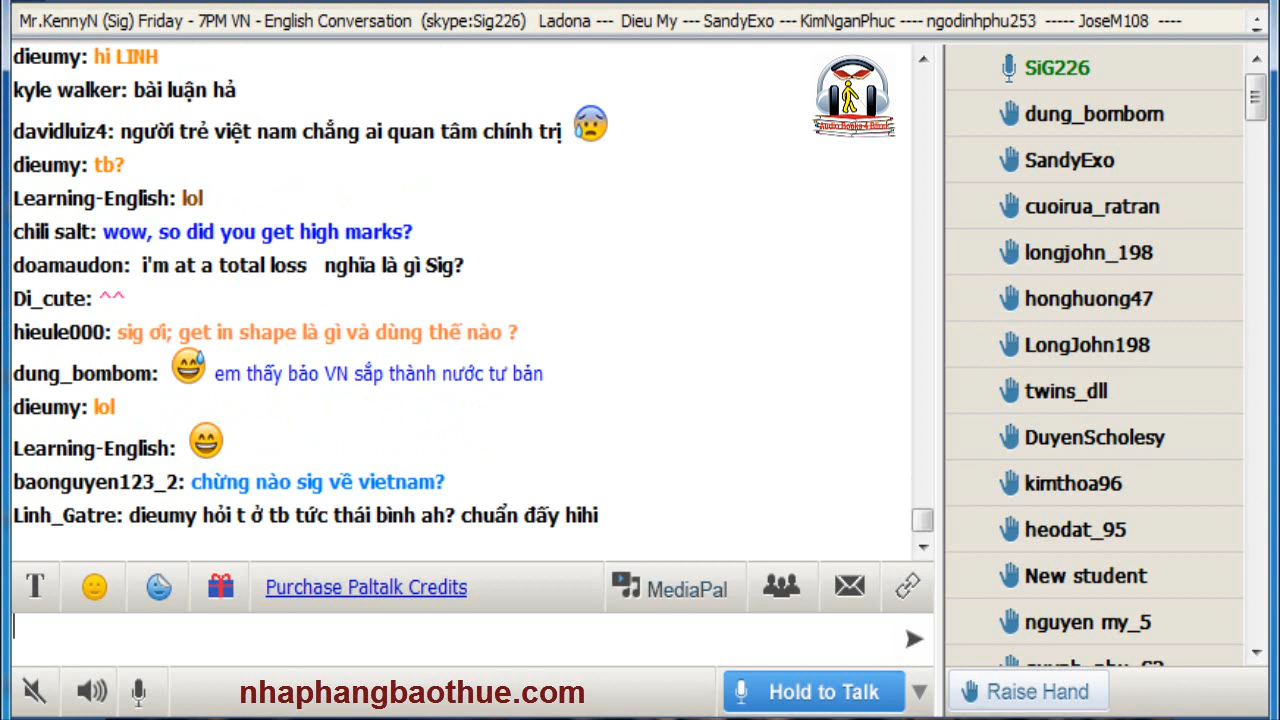 Mr.KennyN (Sig) Friday - 7PM VN - English Conversation (skype:Sig226) Ladona --- Dieu My --- SandyExo --- KimNganPhuc ---- ngodinhphu253 ----- JoseM108 ----
dieumy: hi LINH
kyle walker: bài luận hả
davidluiz4: người trẻ việt nam chẳng ai quan tâm chính trị
dieumy: tb?
Learning-English: lol
chili salt: wow, so did you get high marks?
doamaudon: i'm at a total loss nghĩa là gì Sig?
Di_cute: ^^
hieule000: sig ơi; get in shape là gì và dùng thế nào ?
dung_bombom: em thấy bảo VN sắp thành nước tư bản
dieumy: lol
Learning-English:
baonguyen123_2: chừng nào sig về vietnam?
Linh_Gatre: dieumy hỏi t ở tb tức thái bình ah? chuẩn đấy hihi
T
Purchase Paltalk Credits
MediaPal
nhaphangbaothue.com
Hold to Talk
SiG226
dung_bombom
SandyExo
cuoirua_ratran
longjohn_198
honghuong47
LongJohn198
twins_dll
DuyenScholesy
kimthoa96
heodat_95
New student
nguyen my_5
Raise Hand